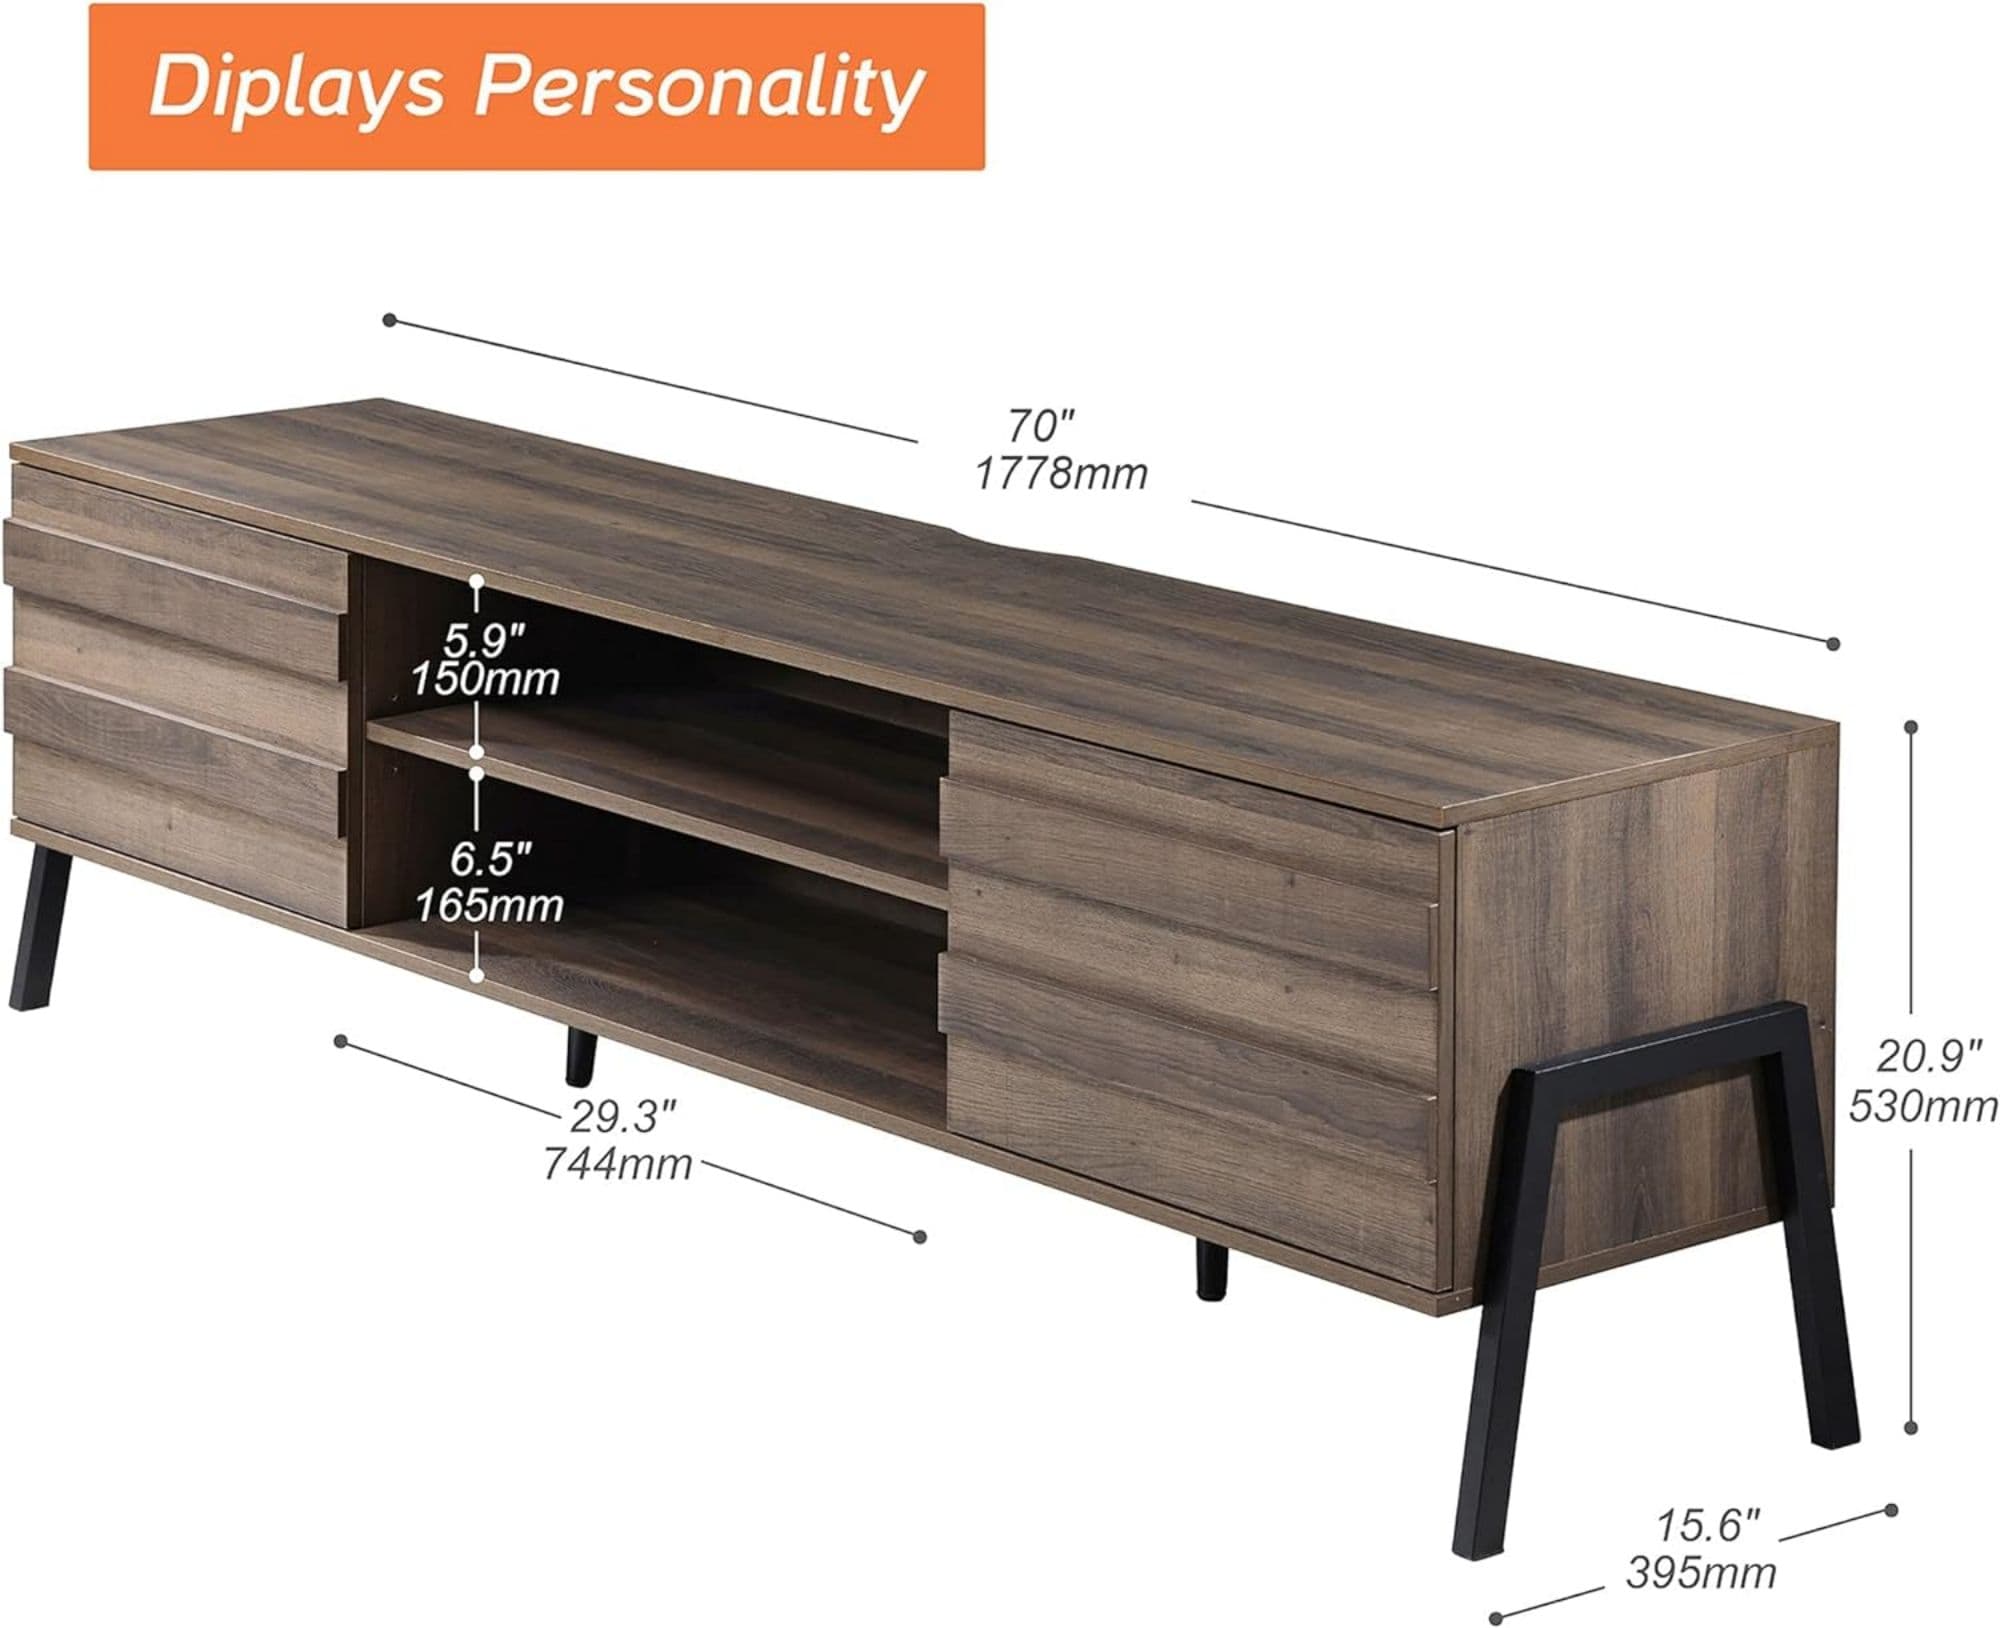 Diplays Personality
70"
1778mm
5.9"
150mm
6.5"
165mm
29.3"
744mm
20.9"
530mm
15.6"
395mm